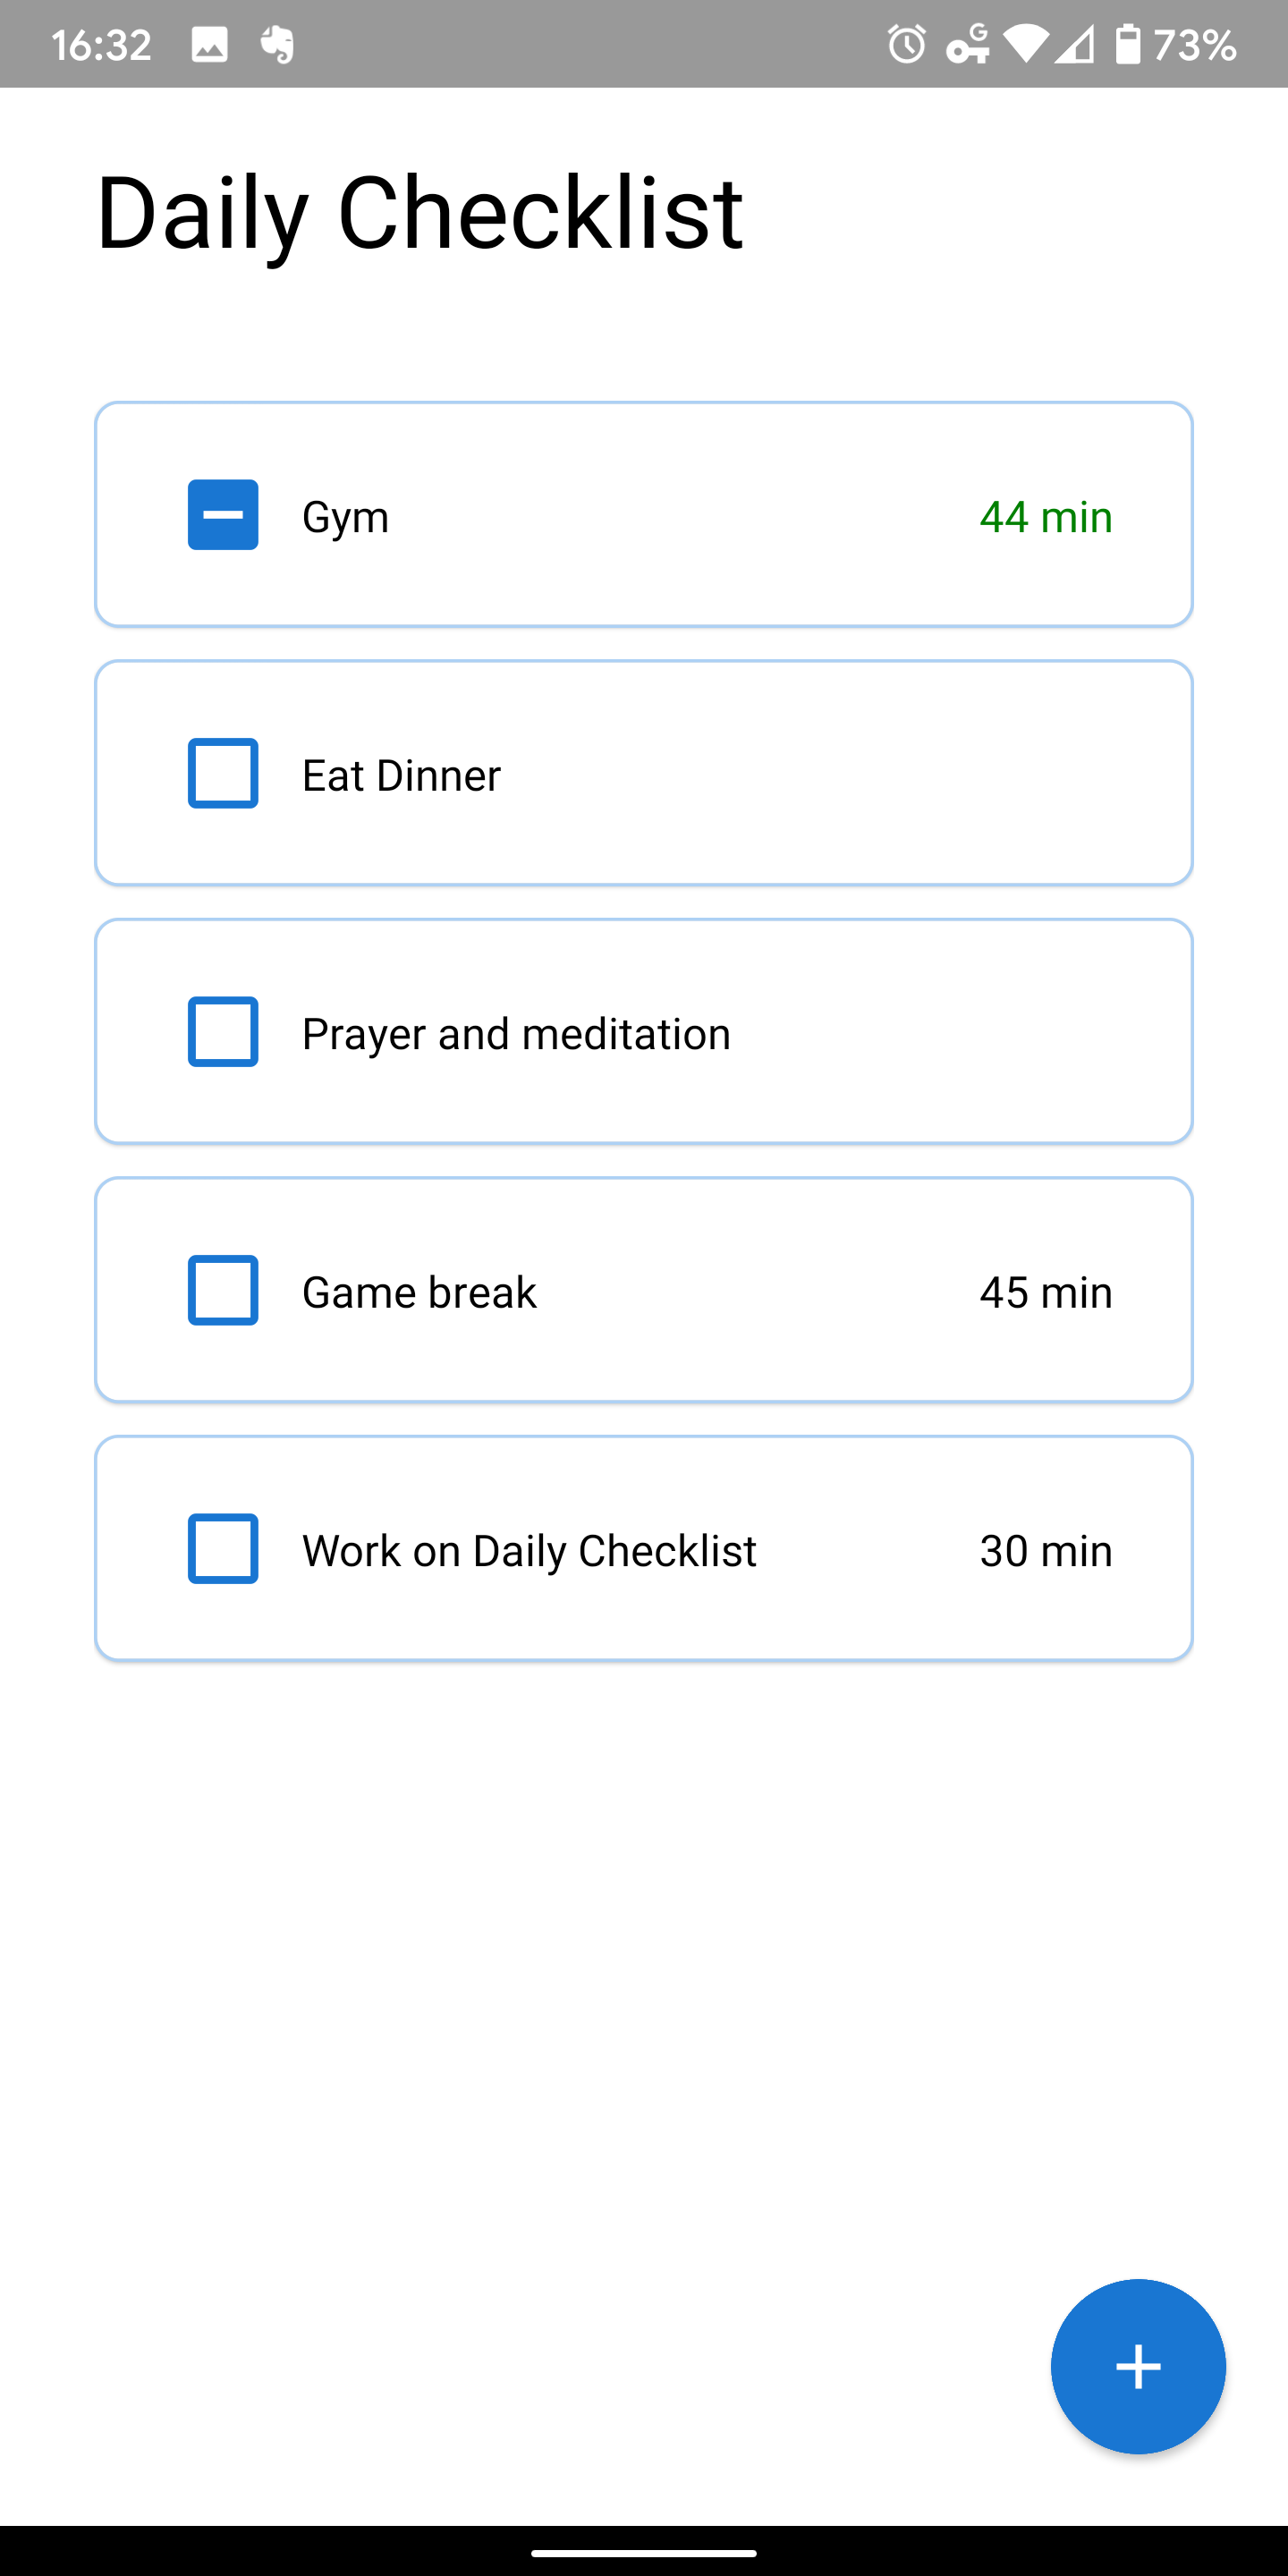 16:32 G 73%
Daily Checklist
Gym 44 min
Eat Dinner
Prayer and meditation
Game break 45 min
Work on Daily Checklist 30 min